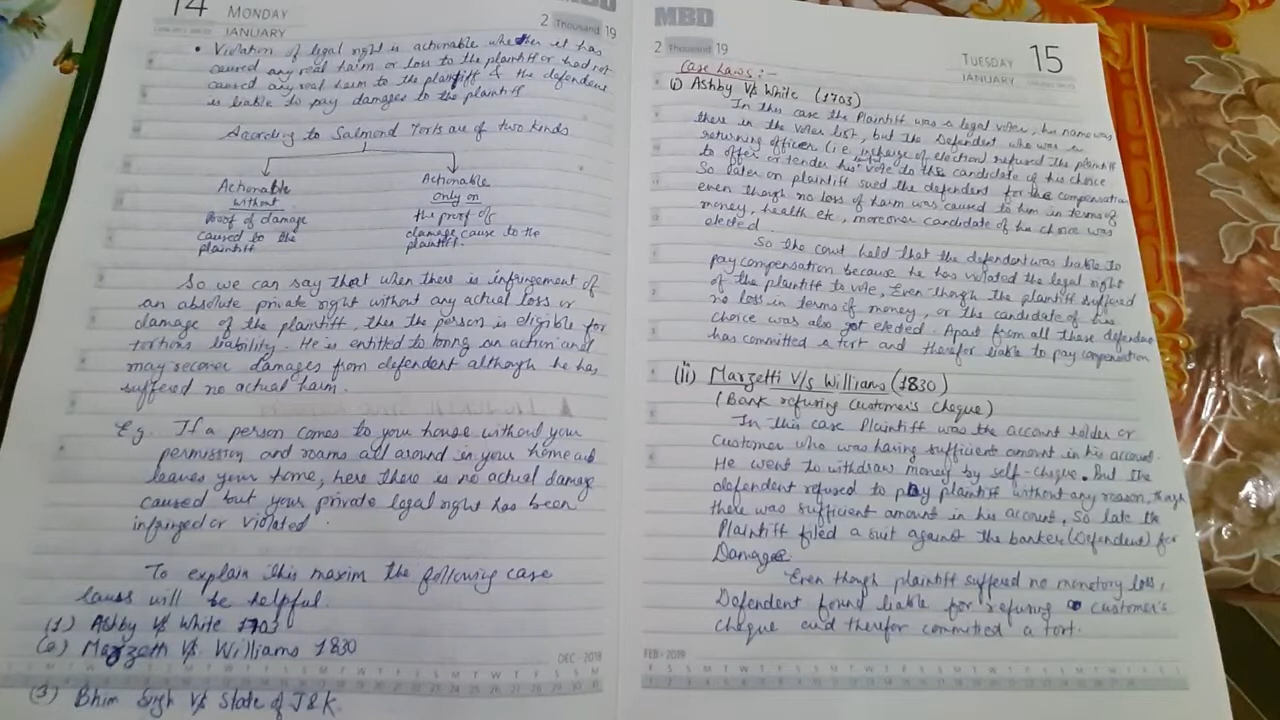 14 MONDAY
JANUARY
2 Thousand 19
• Violation of legal right is actionable whether it has
caused any real harm or loss to the plaintiff or had not
caused any real harm to the plaintiff & the defendent
is liable to pay damages to the plaintiff
Acording to Salmond Torts are of two kinds
Actionable
without
Proof of damage
caused to the
plaintiff
Actionable
only on
the proof of
damage cause to the
plaintiff.
So we can say that when there is infringement of
an absolute private right without any actual loss or
damage of the plaintiff, then the person is eligible for
tortious liability. He is entitled to bring an action and
may recover damages from defendent although he has
suffered no actual harm.
Eg. If a person comes to your house without your
permission and roams all around in your home and
leaves your home, here there is no actual damage
caused but your private legal right has been
infringed or violated.
To explain this maxim the following case
laws will be helpful.
(1) Ashby V/s White 1703
(2) Marzetti V/s Williams 1830
DEC - 2018
(3) Bhim Singh V/s State of J&K.
MBD
2 Thousand 19
TUESDAY 15
JANUARY
Case Laws :-
(i) Ashby V/s White (1703)
In this case the Plaintiff was a legal voter, his name was
there in the voter list, but the Defendent who was a
returning officer (i.e. incharge of election) refused the plaintiff
to offer or tender his vote to the candidate of his choice
So later on plaintiff sued the defendent for the compensation
even though no loss of harm was caused to him in terms of
money, health etc, moreover candidate of his choice was
elected.
So the court held that the defendent was liable to
pay compensation because he has violated the legal right
of the plaintiff to vote, Even though the plaintiff suffered
no loss in terms of money, or the candidate of his
choice was also got elected. Apart from all these defendent
has committed a tort and therefor liable to pay compensation
(ii) Marzetti V/s Williams (1830)
(Bank refusing customer's cheque)
In this case Plaintiff was the account holder or
Customer who was having sufficient amount in his account.
He went to withdraw money by self-cheque. But the
defendent refused to pay plaintiff without any reason, though
there was sufficient amount in his account, So late the
Plaintiff filed a suit against the banker (Defendent) for
Damages.
Even though plaintiff suffered no monetory loss,
Defendent found liable for refusing customer's
cheque and therefor committed a tort.
FEB - 2019